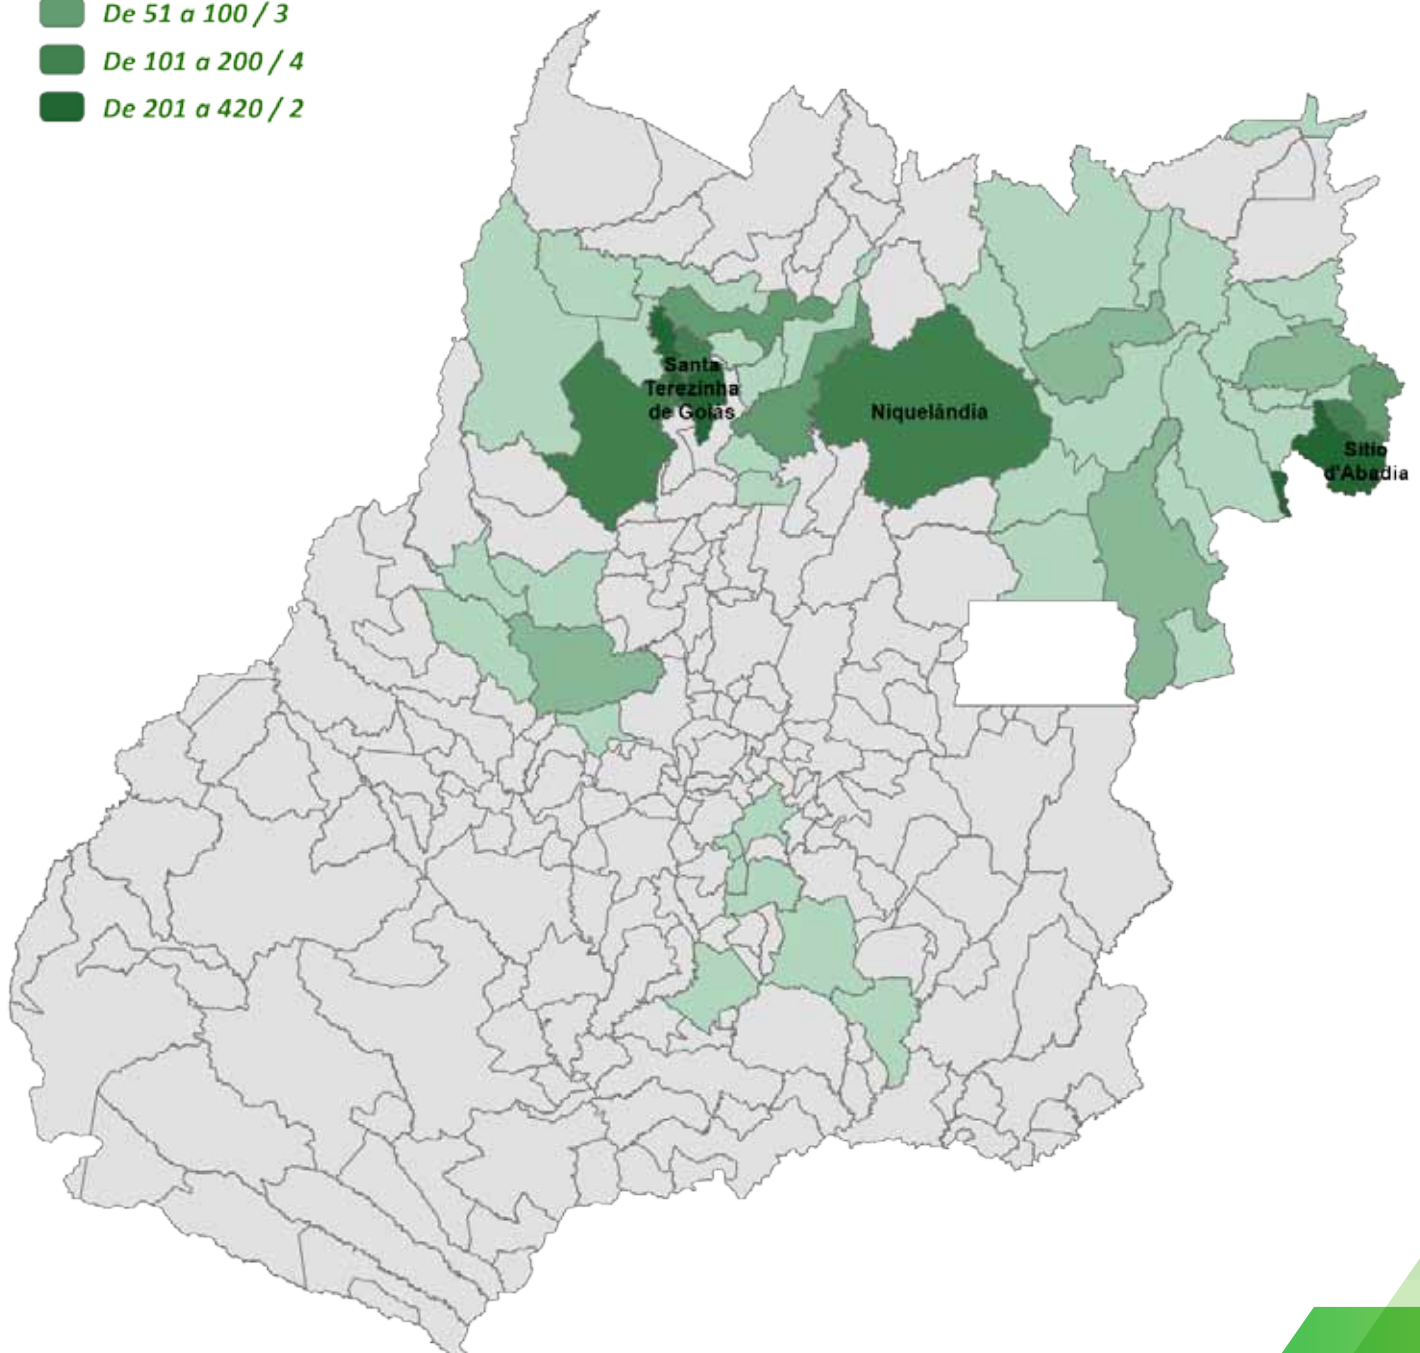 De 51 a 100 / 3
De 101 a 200 / 4
De 201 a 420 / 2
Santa
Terezinha
de Goiás
Niquelândia
Sítio
d'Abadia